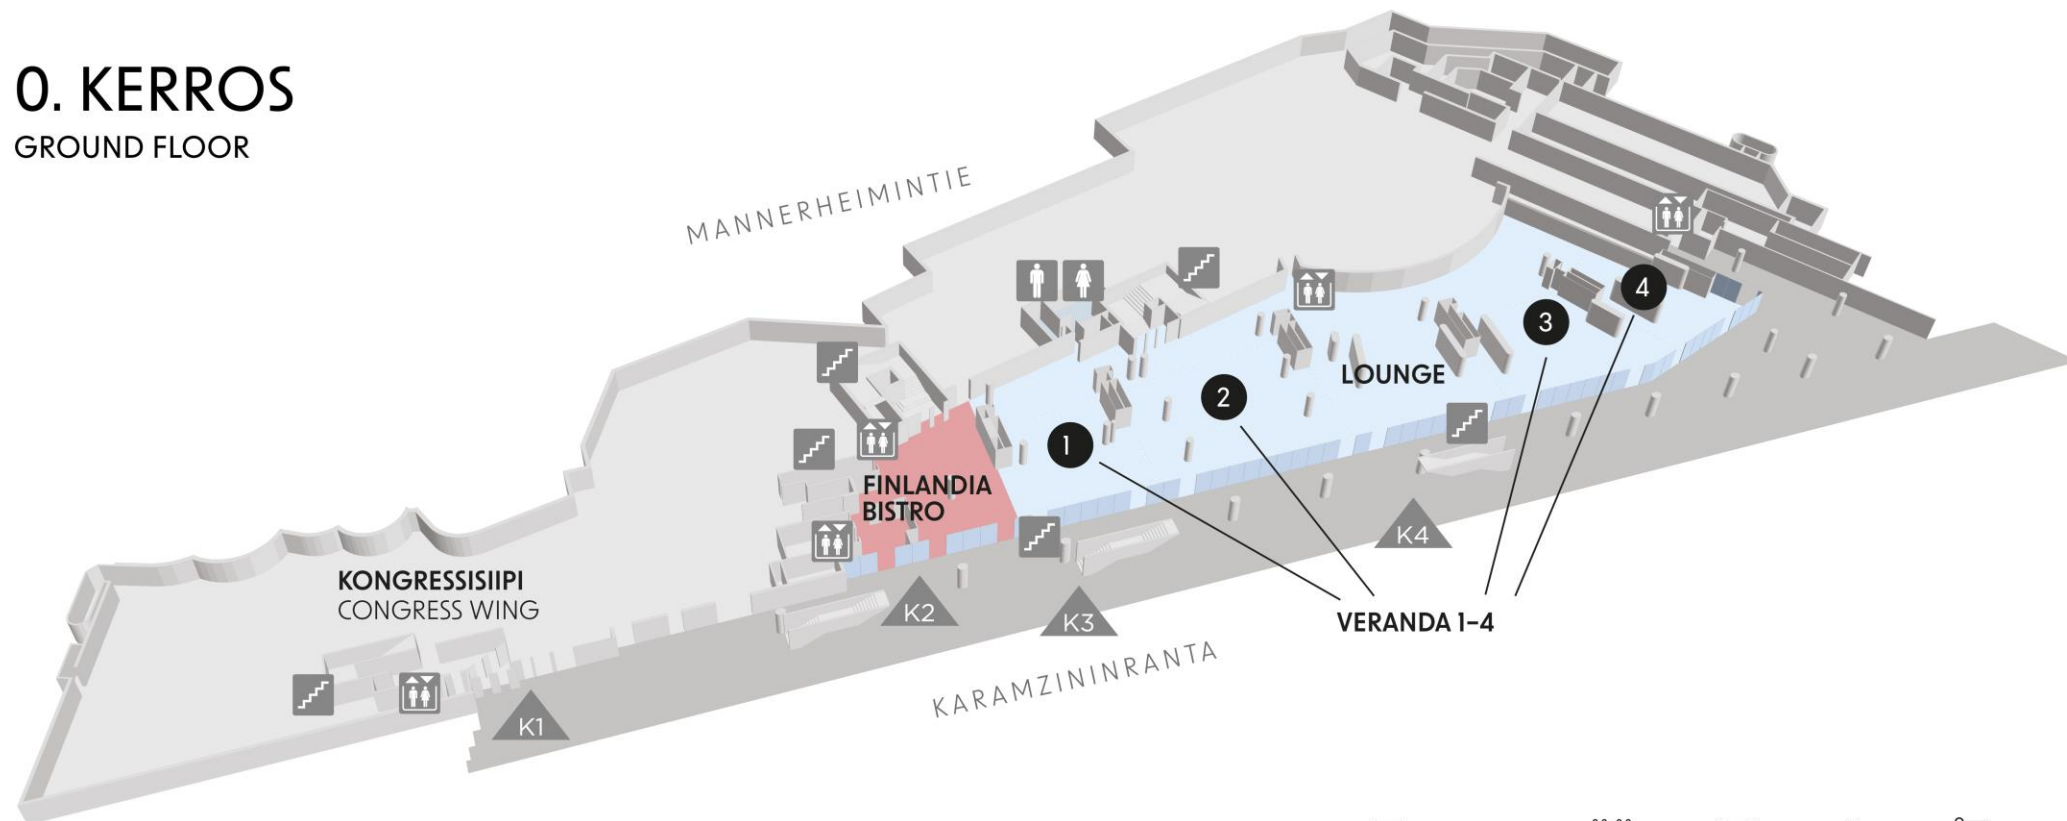 0. KERROS
GROUND FLOOR
MANNERHEIMINTIE
4
3
LOUNGE
2
1
FINLANDIA
BISTRO
K4
KONGRESSISIIPI
CONGRESS WING
K2
K3
VERANDA 1–4
KARAMZININRANTA
K1